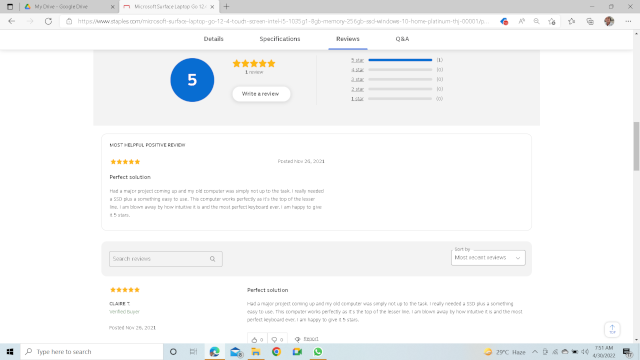 My Drive - Google Drive
Microsoft Surface Laptop Go 12.4
https://www.staples.com/microsoft-surface-laptop-go-12-4-touch-screen-intel-i5-1035g1-8gb-memory-256gb-ssd-windows-10-home-platinum-thj-00001/p...
Details Specifications Reviews Q&A
5
1 review
Write a review
5 star (1)
4 star (0)
3 star (0)
2 star (0)
1 star (0)
MOST HELPFUL POSITIVE REVIEW
Posted Nov 26, 2021
Perfect solution
Had a major project coming up and my old computer was simply not up to the task. I really needed
a SSD plus a something easy to use. This computer works perfectly as it's the top of the lesser
line. I am blown away by how intuitive it is and the most perfect keyboard ever. I am happy to give
it 5 stars.
Search reviews
Sort by
Most recent reviews
CLAIRE T
Verified Buyer
Posted Nov 26, 2021
Perfect solution
Had a major project coming up and my old computer was simply not up to the task. I really needed a SSD plus a something
easy to use. This computer works perfectly as it's the top of the lesser line. I am blown away by how intuitive it is and the most
perfect keyboard ever. I am happy to give it 5 stars.
0 0 Report
Type here to search
29°C Haze
7:51 AM
4/30/2022